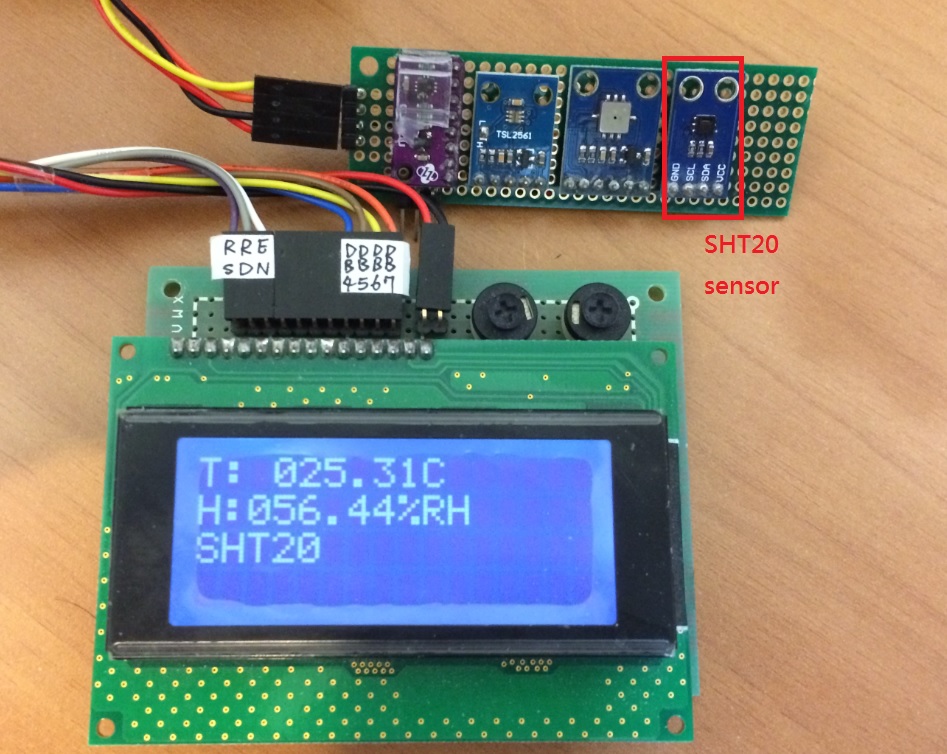 TSL2561
GND
SCL
SDA
VCC
SHT20
sensor
RRE
SDN
DDDD
BBBB
4567
T: 025.31C
H:056.44%RH
SHT20